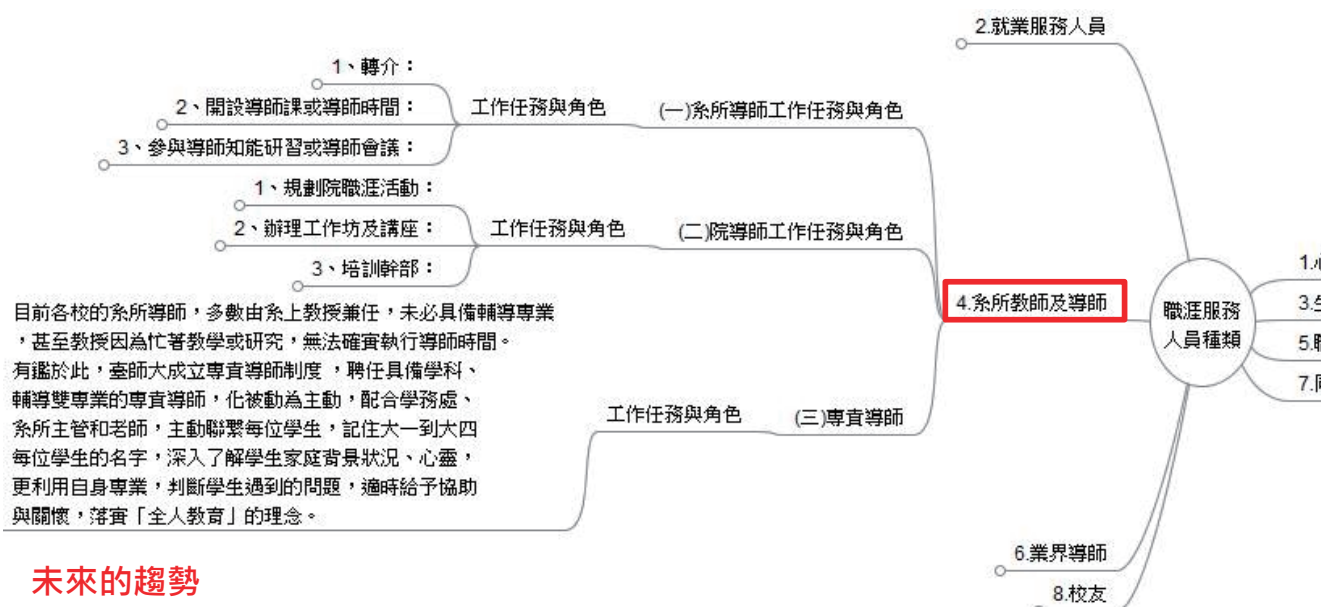 2.就業服務人員
1、轉介：
2、開設導師課或導師時間：
工作任務與角色
(一)系所導師工作任務與角色
3、參與導師知能研習或導師會議：
1、規劃院職涯活動：
2、辦理工作坊及講座：
工作任務與角色
(二)院導師工作任務與角色
3、培訓幹部：
4.系所教師及導師
職涯服務
人員種類
1.
3.
5.
7.
目前各校的系所導師，多數由系上教授兼任，未必具備輔導專業
，甚至教授因為忙著教學或研究，無法確實執行導師時間。
有鑑於此，臺師大成立專責導師制度 ，聘任具備學科、
輔導雙專業的專責導師，化被動為主動，配合學務處、
系所主管和老師，主動聯繫每位學生，記住大一到大四
每位學生的名字，深入了解學生家庭背景狀況、心靈，
更利用自身專業，判斷學生遇到的問題，適時給予協助
與關懷，落實「全人教育」的理念。
工作任務與角色
(三)專責導師
6.業界導師
8.校友
未來的趨勢